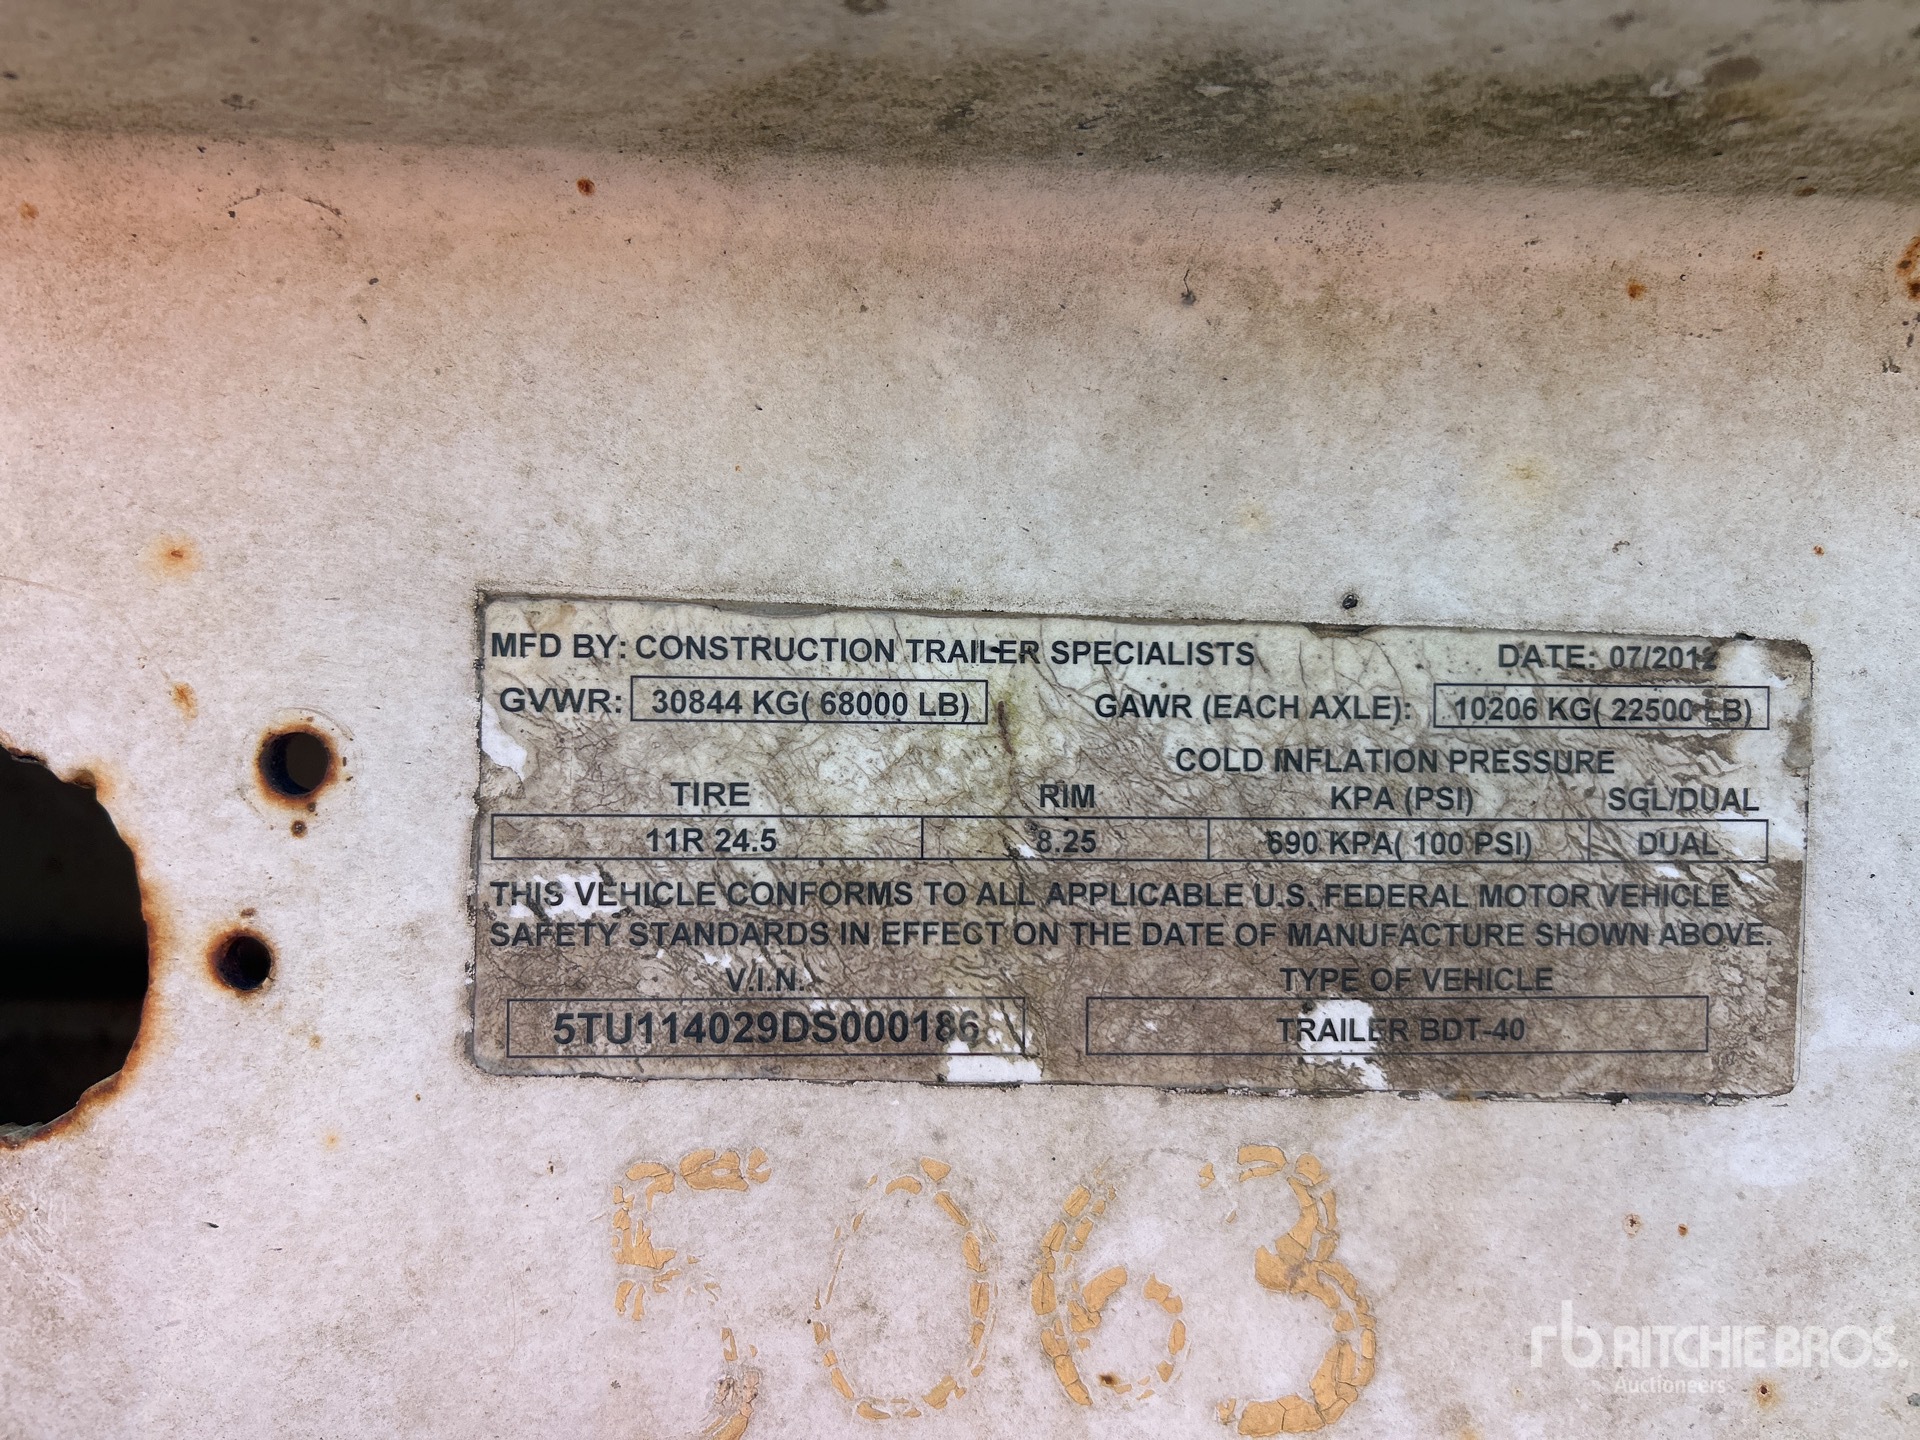 MFD BY: CONSTRUCTION TRAILER SPECIALISTS DATE: 07/2012
GVWR: 30844 KG( 68000 LB) GAWR (EACH AXLE): 10206 KG( 22500 LB)
COLD INFLATION PRESSURE
TIRE RIM KPA (PSI) SGL/DUAL
11R 24.5 8.25 690 KPA( 100 PSI) DUAL
THIS VEHICLE CONFORMS TO ALL APPLICABLE U.S. FEDERAL MOTOR VEHICLE
SAFETY STANDARDS IN EFFECT ON THE DATE OF MANUFACTURE SHOWN ABOVE.
V.I.N. TYPE OF VEHICLE
5TU114029DS000186 TRAILER BDT-40
5063
rb RITCHIE BROS.
Auctioneers